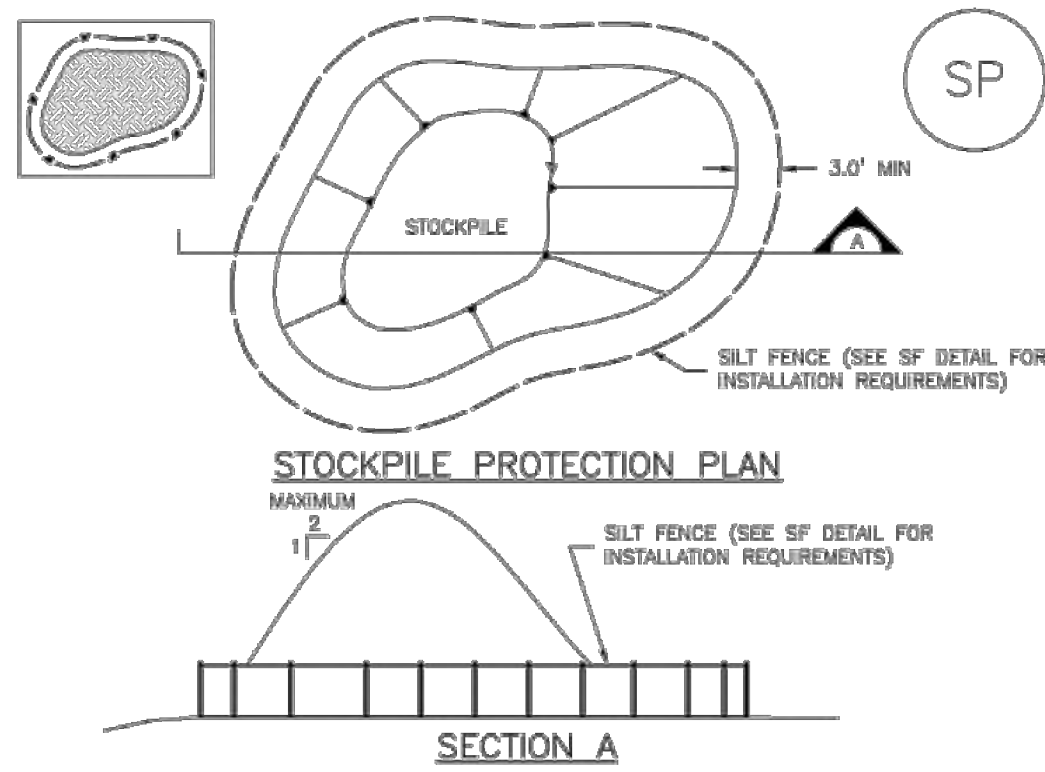 SP
3.0' MIN
STOCKPILE
A
SILT FENCE (SEE SF DETAIL FOR
INSTALLATION REQUIREMENTS)
STOCKPILE PROTECTION PLAN
MAXIMUM
2
1
SILT FENCE (SEE SF DETAIL FOR
INSTALLATION REQUIREMENTS)
SECTION A